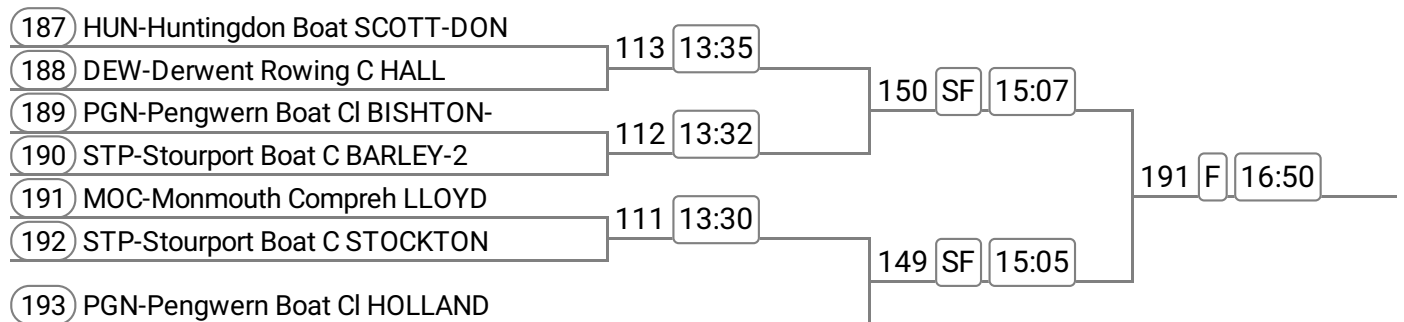 187 HUN-Huntingdon Boat SCOTT-DON
113 13:35
188 DEW-Derwent Rowing C HALL
150 SF 15:07
189 PGN-Pengwern Boat Cl BISHTON-
112 13:32
190 STP-Stourport Boat C BARLEY-2
191 F 16:50
191 MOC-Monmouth Compreh LLOYD
111 13:30
192 STP-Stourport Boat C STOCKTON
149 SF 15:05
193 PGN-Pengwern Boat Cl HOLLAND